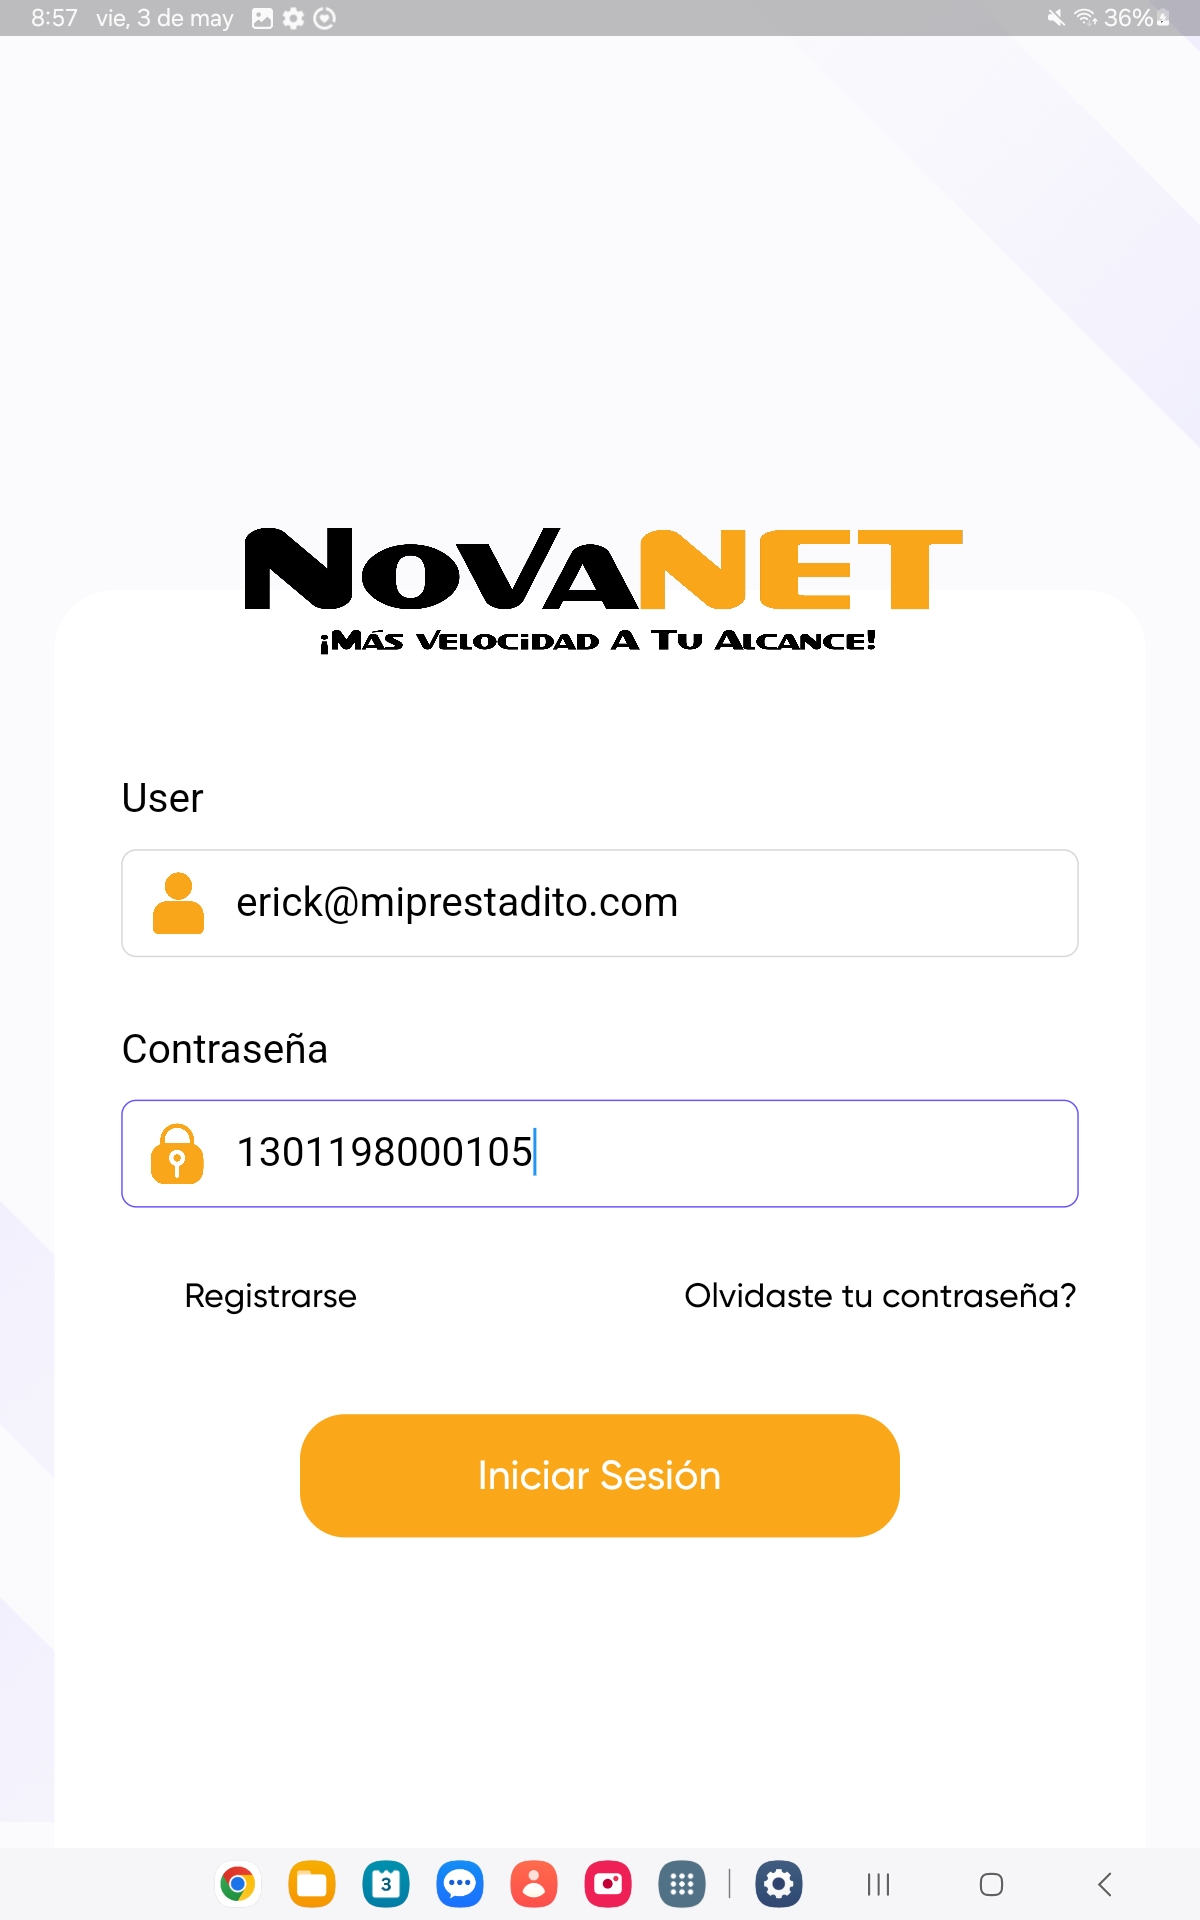 8:57 vie, 3 de may 36%
NOVANET
¡MÁS VELOCiDAD A TU ALCANCE!
User
erick@miprestadito.com
Contraseña
1301198000105
Registrarse Olvidaste tu contraseña?
Iniciar Sesión
3